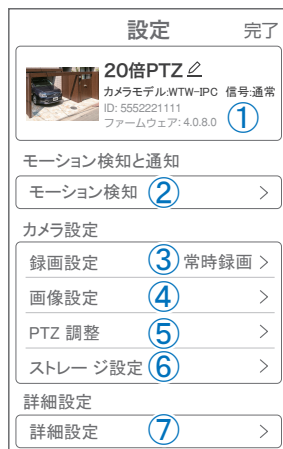 設定 完了
20倍PTZ
カメラモデル:WTW-IPC 信号:通常
ID: 5552221111
ファームウェア: 4.0.8.0 ①
モーション検知と通知
モーション検知 ② >
カメラ設定
録画設定 ③ 常時録画 >
画像設定 ④ >
PTZ 調整 ⑤ >
ストレージ設定 ⑥ >
詳細設定
詳細設定 ⑦ >